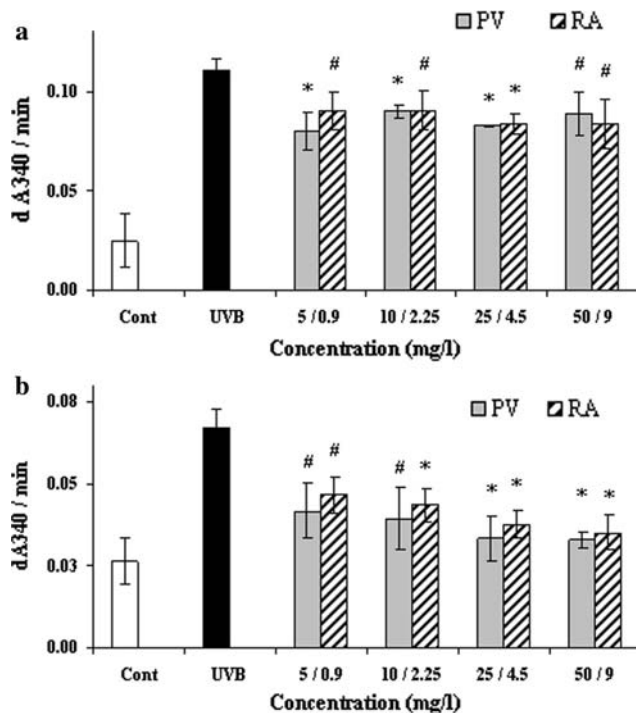 a
PV RA
# # # #
* * * *
0.10
0.05
0.00
d A340 / min
Cont UVB 5 / 0.9 10 / 2.25 25 / 4.5 50 / 9
Concentration (mg/l)
b
PV RA
# # # *
* * * *
0.08
0.05
0.03
0.00
dA340 / min
Cont UVB 5 / 0.9 10 / 2.25 25 / 4.5 50 / 9
Concentration (mg/l)